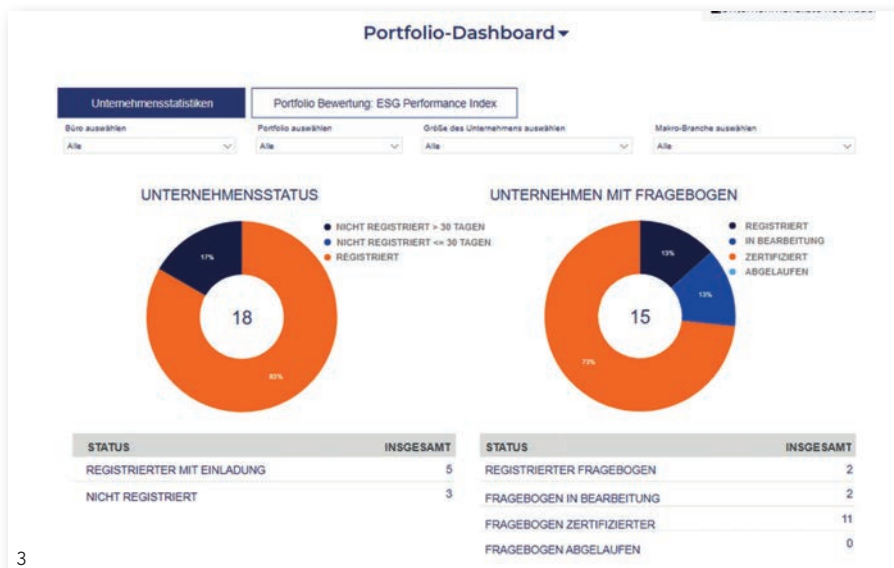 Portfolio-Dashboard
Unternehmensstatistiken
Portfolio Bewertung: ESG Performance Index
Büro auswählen
Portfolio auswählen
Größe des Unternehmens auswählen
Makro-Branche auswählen
Alle
Alle
Alle
Alle
UNTERNEHMENSSTATUS
NICHT REGISTRIERT > 30 TAGEN
NICHT REGISTRIERT <= 30 TAGEN
REGISTRIERT
17%
18
83%
UNTERNEHMEN MIT FRAGEBOGEN
REGISTRIERT
IN BEARBEITUNG
ZERTIFIZIERT
ABGELAUFEN
13%
13%
15
73%
STATUS INSGESAMT
REGISTRIERTER MIT EINLADUNG 5
NICHT REGISTRIERT 3
STATUS INSGESAMT
REGISTRIERTER FRAGEBOGEN 2
FRAGEBOGEN IN BEARBEITUNG 2
FRAGEBOGEN ZERTIFIZIERTER 11
FRAGEBOGEN ABGELAUFEN 0
3